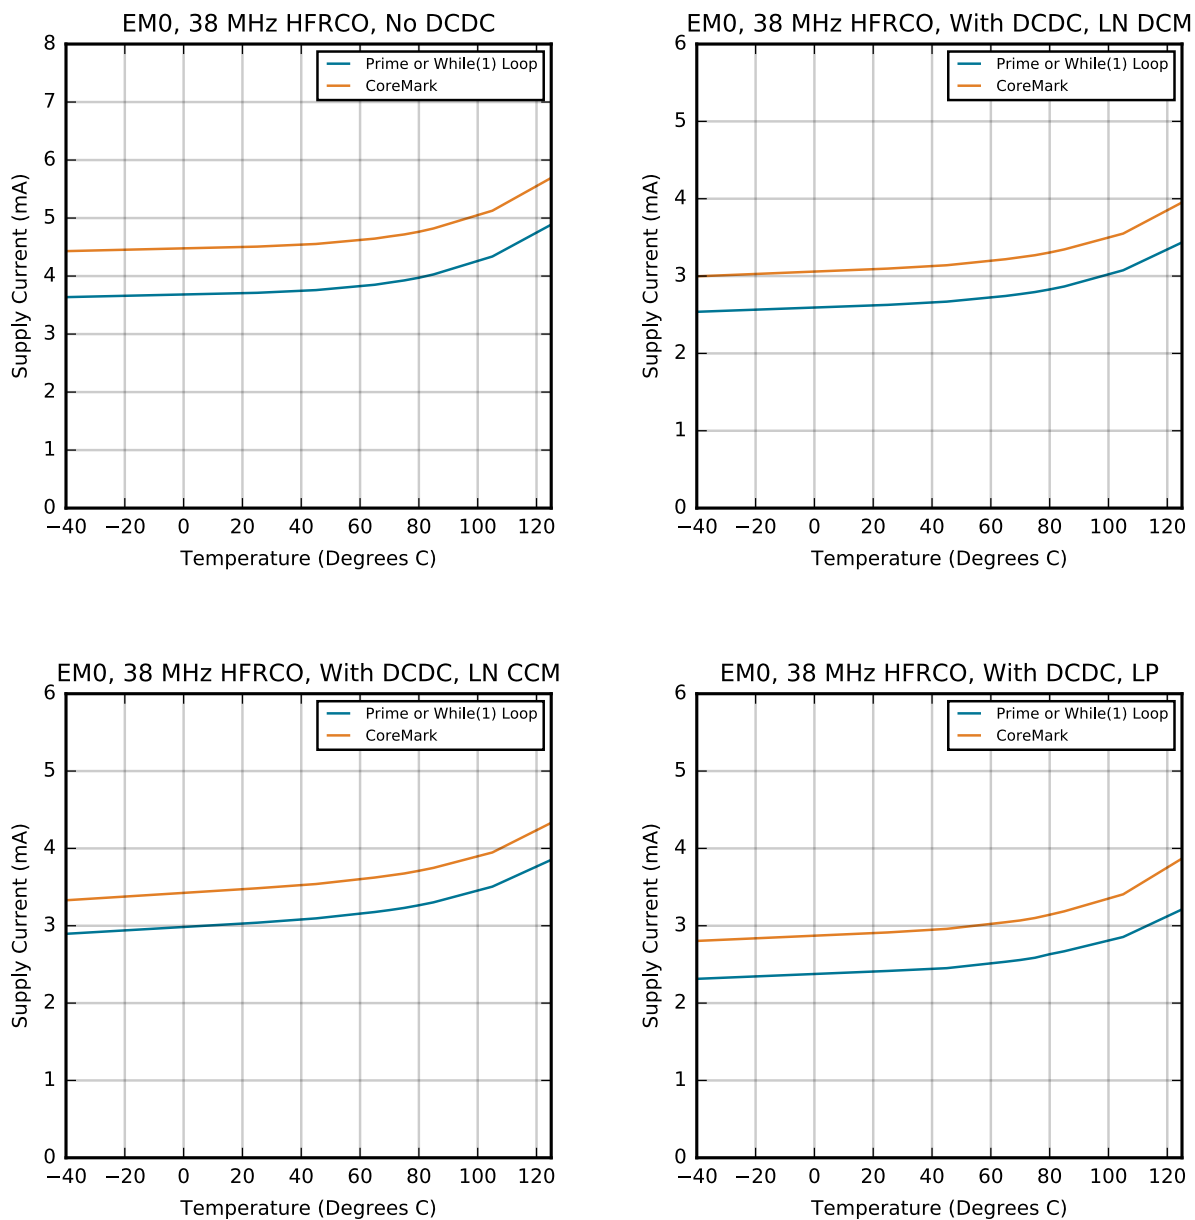 EM0, 38 MHz HFRCO, No DCDC
8
7
6
5
4
3
2
1
0
Supply Current (mA)
Prime or While(1) Loop
CoreMark
−40 −20 0 20 40 60 80 100 120
Temperature (Degrees C)
EM0, 38 MHz HFRCO, With DCDC, LN DCM
6
5
4
3
2
1
0
Supply Current (mA)
Prime or While(1) Loop
CoreMark
−40 −20 0 20 40 60 80 100 120
Temperature (Degrees C)
EM0, 38 MHz HFRCO, With DCDC, LN CCM
6
5
4
3
2
1
0
Supply Current (mA)
Prime or While(1) Loop
CoreMark
−40 −20 0 20 40 60 80 100 120
Temperature (Degrees C)
EM0, 38 MHz HFRCO, With DCDC, LP
6
5
4
3
2
1
0
Supply Current (mA)
Prime or While(1) Loop
CoreMark
−40 −20 0 20 40 60 80 100 120
Temperature (Degrees C)